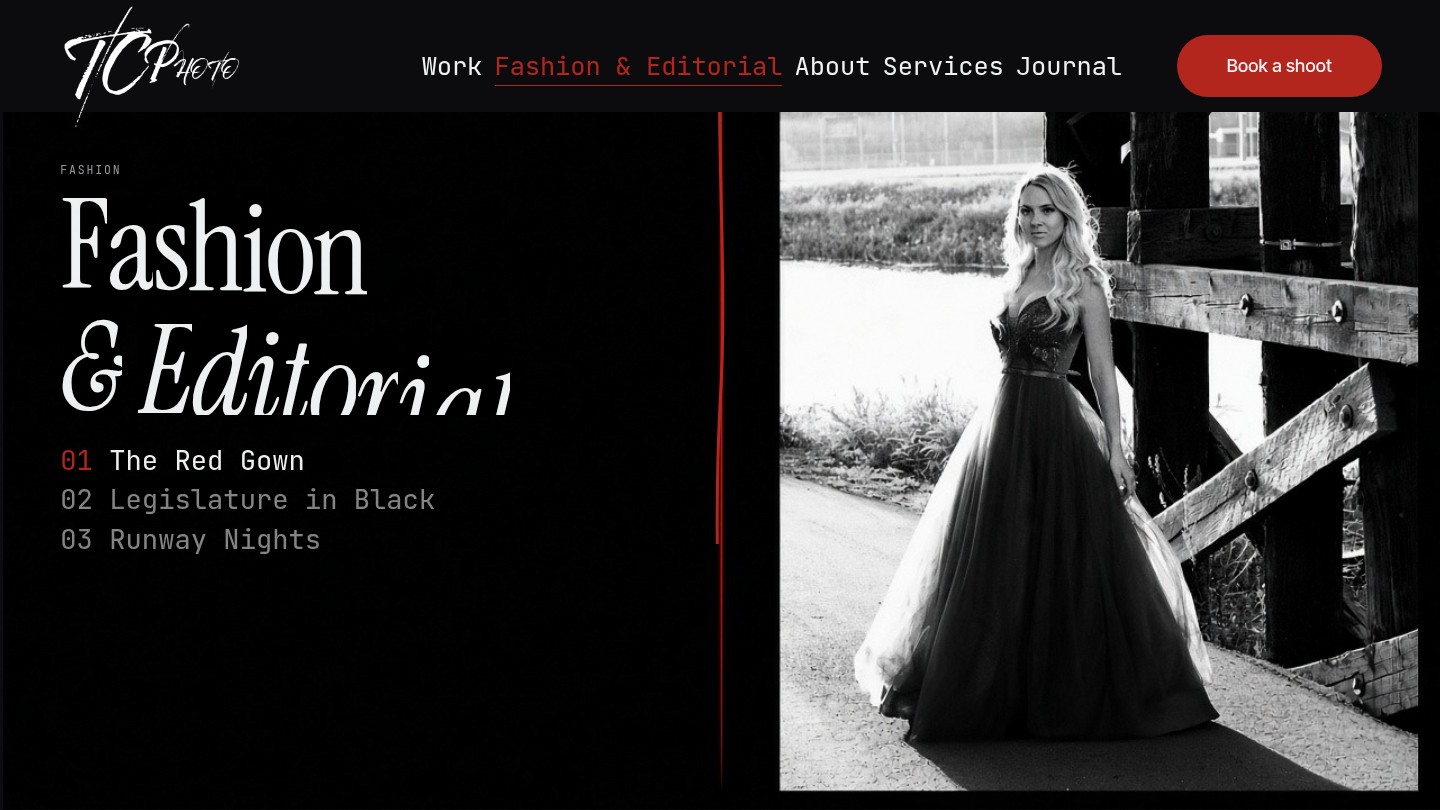 TCPHOTO
Work Fashion & Editorial About Services Journal
Book a shoot
FASHION
Fashion
& Editorial
01 The Red Gown
02 Legislature in Black
03 Runway Nights